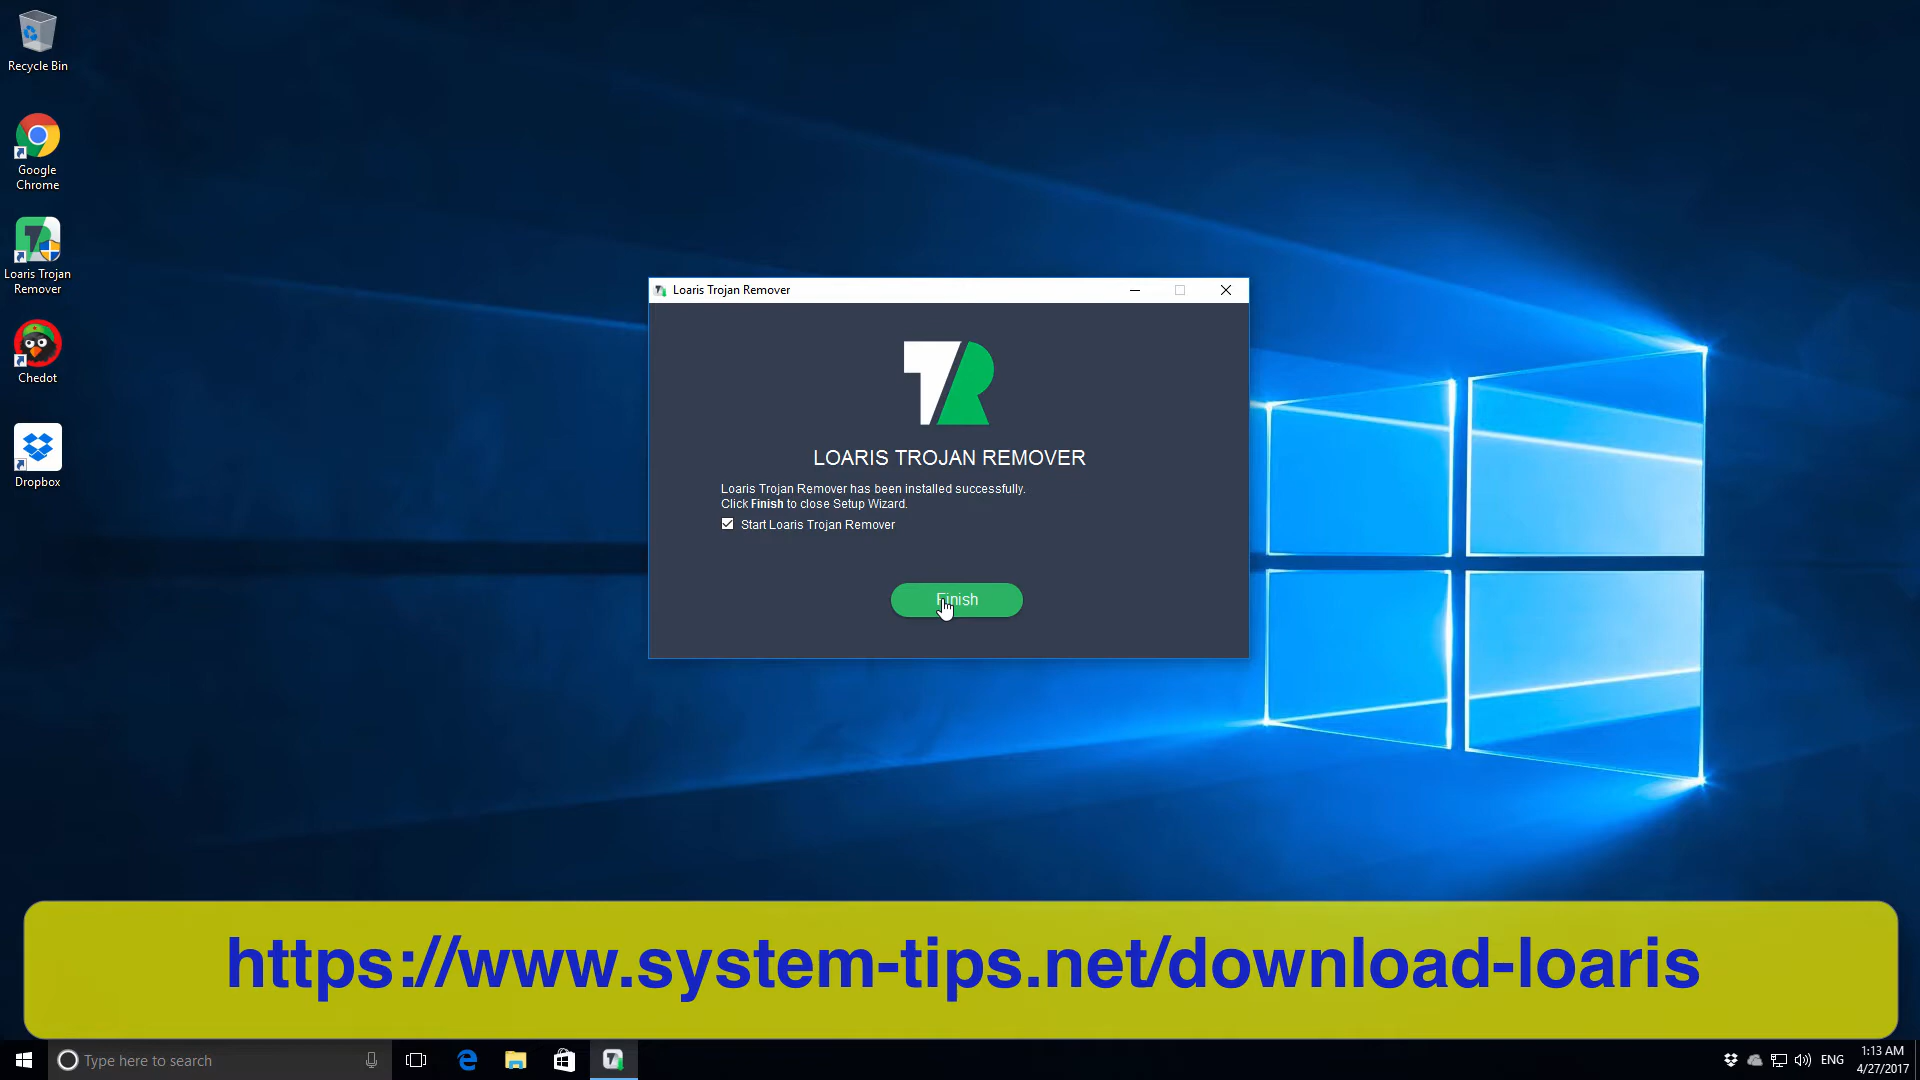 Recycle Bin
Google
Chrome
Loaris Trojan
Remover
Chedot
Dropbox
Loaris Trojan Remover
TR
LOARIS TROJAN REMOVER
Loaris Trojan Remover has been installed successfully.
Click Finish to close Setup Wizard.
Start Loaris Trojan Remover
Finish
https://www.system-tips.net/download-loaris
Type here to search
ENG
1:13 AM
4/27/2017